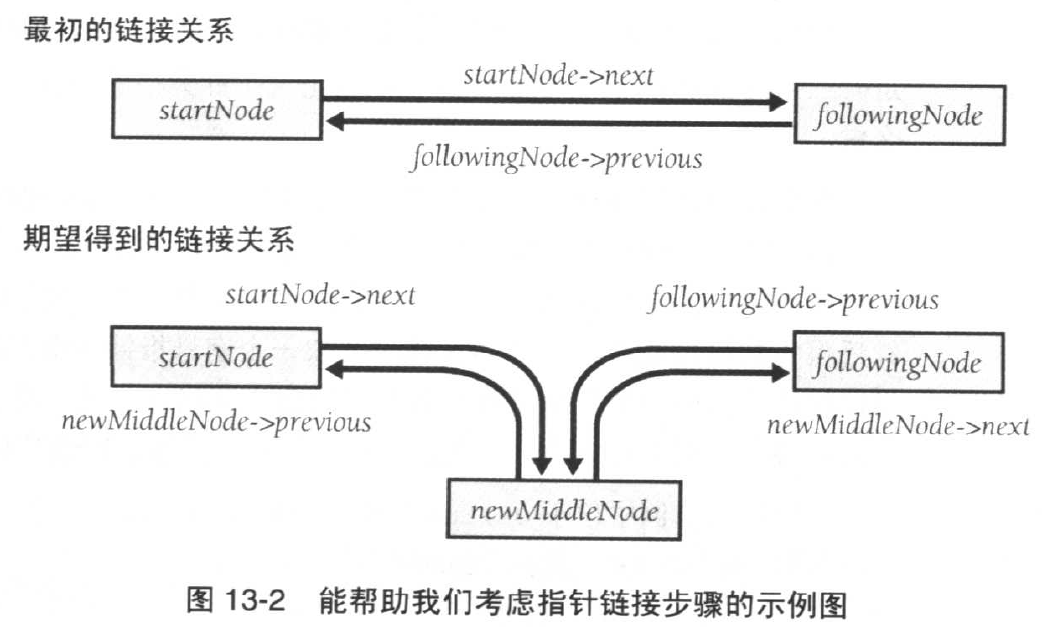 最初的链接关系
startNode->next
startNode
followingNode
followingNode->previous
期望得到的链接关系
startNode->next
followingNode->previous
startNode
followingNode
newMiddleNode->previous
newMiddleNode->next
newMiddleNode
图 13-2 能帮助我们考虑指针链接步骤的示例图